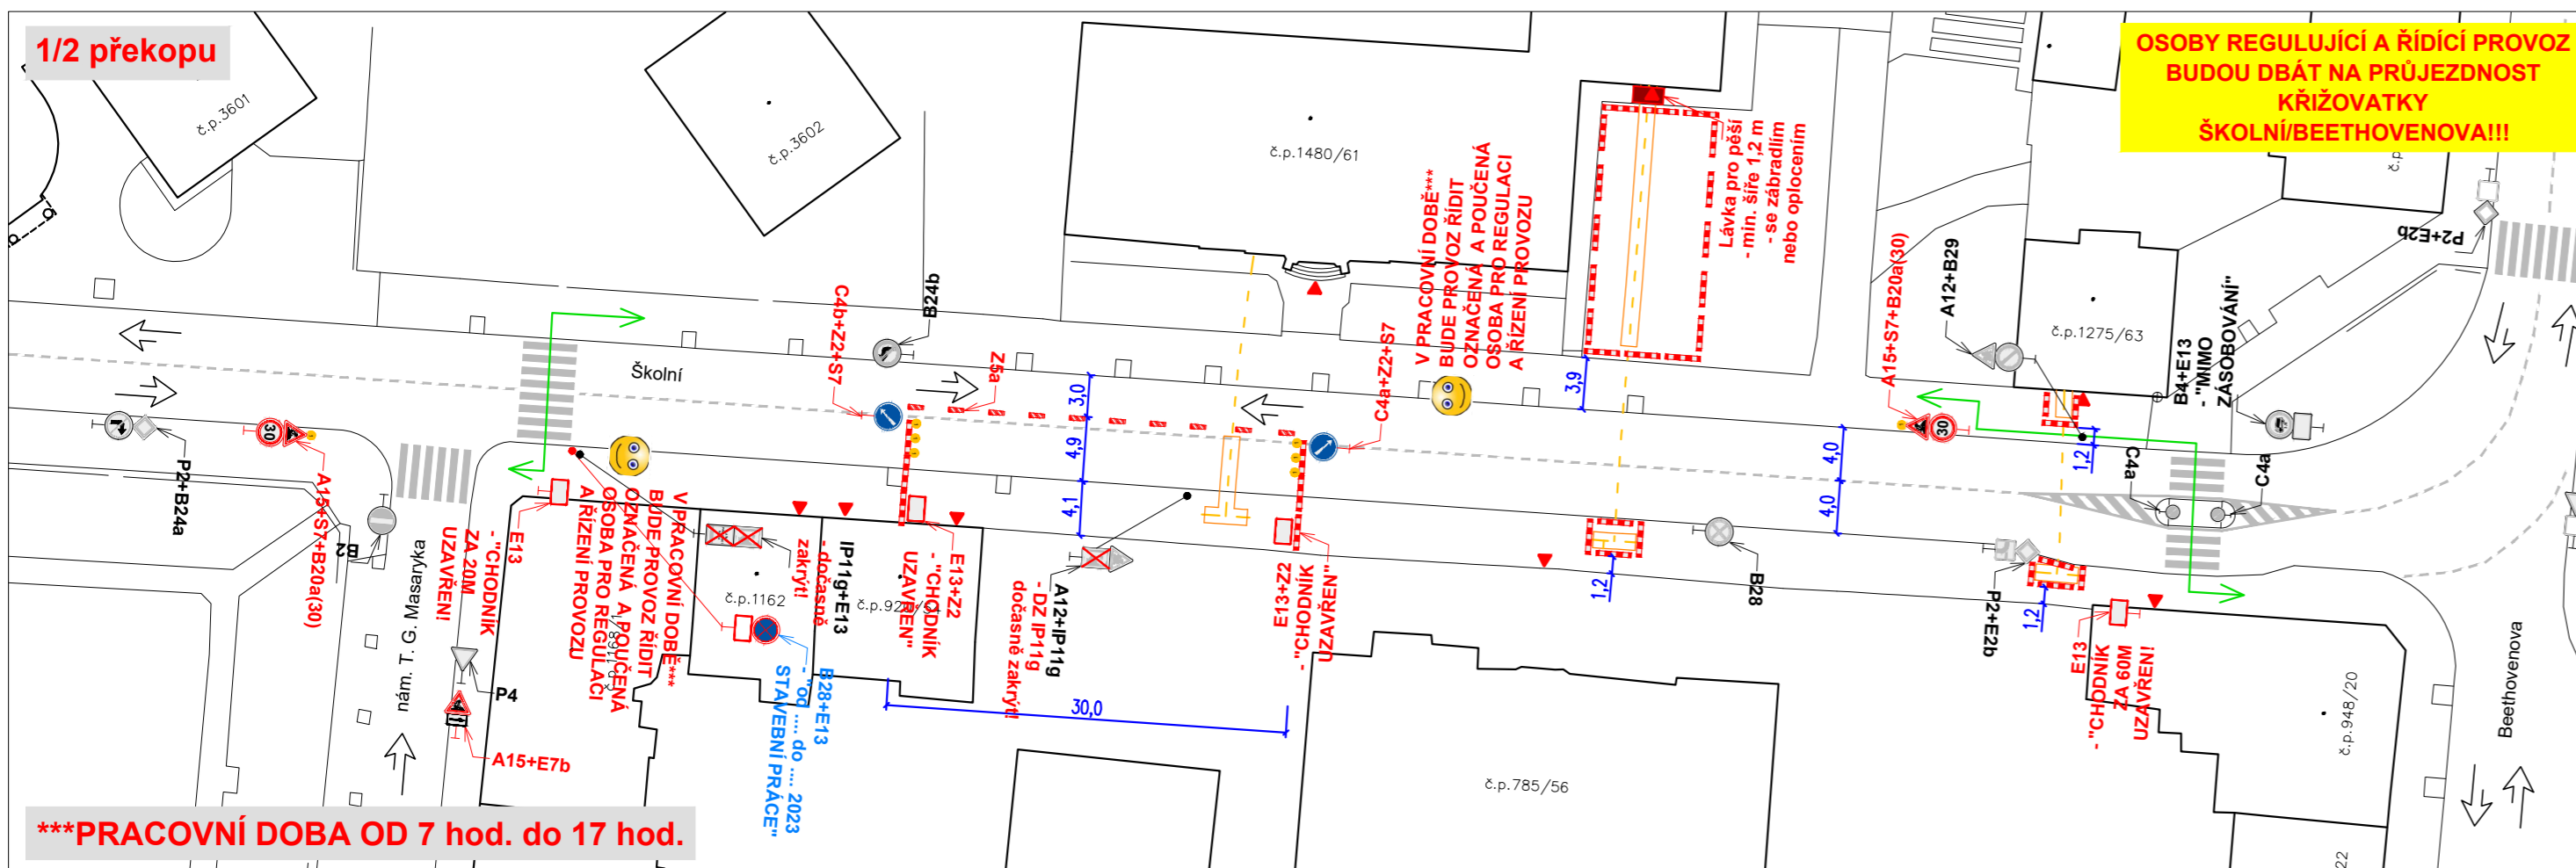 1/2 překopu
OSOBY REGULUJÍCÍ A ŘÍDÍCÍ PROVOZ
BUDOU DBÁT NA PRŮJEZDNOST
KŘIŽOVATKY
ŠKOLNÍ/BEETHOVENOVA!!!
č.p.3601
č.p.3602
č.p.1480/61
č.p.
Lávka pro pěší
- min. šíře 1,2 m
- se zábradlím
nebo oplocením
V PRACOVNÍ DOBĚ***
BUDE PROVOZ ŘÍDIT
OZNAČENÁ A POUČENÁ
OSOBA PRO REGULACI
A ŘÍZENÍ PROVOZU
P2+E2b
A12+B29
A15+S7+B20a(30)
č.p.1275/63
B4+E13
- "MIMO
ZÁSOBOVÁNÍ"
B24b
C4b+Z2+S7
Z5a
C4a+Z2+S7
Školní
3,0
3,9
4,9
4,1
4,0
4,0
1,2
30
30
C4a
C4a
P2+B24a
A15+S7+B20a(30)
B2
nám. T. G. Masaryka
E13
- "CHODNÍK
ZA 20M
UZAVŘEN!
V PRACOVNÍ DOBĚ***
BUDE PROVOZ ŘÍDIT
OZNAČENÁ A POUČENÁ
OSOBA PRO REGULACI
A ŘÍZENÍ PROVOZU
č.p.1162
IP11g+E13
- dočasně
zakrýt!
E13+Z2
- "CHODNÍK
UZAVŘEN"
A12+IP11g
- DZ IP11g
dočasně zakrýt!
E13+Z2
- "CHODNÍK
UZAVŘEN"
1,2
B28
P2+E2b
1,2
E13
- "CHODNÍK
ZA 60M
UZAVŘEN!
č.p.948/20
Beethovenova
P4
A15+E7b
B28+E13
- "od .... do .... 2023
STAVEBNÍ PRÁCE"
30,0
č.p.785/56
22
***PRACOVNÍ DOBA OD 7 hod. do 17 hod.